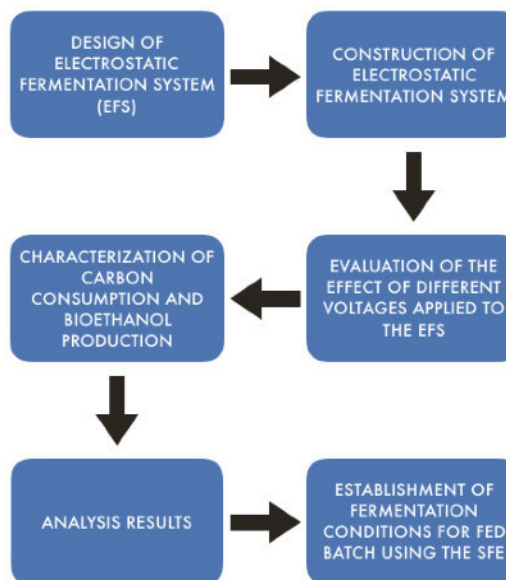 DESIGN OF
ELECTROSTATIC
FERMENTATION SYSTEM
(EFS)
CONSTRUCTION OF
ELECTROSTATIC
FERMENTATION SYSTEM
EVALUATION OF THE
EFFECT OF DIFFERENT
VOLTAGES APPLIED TO
THE EFS
CHARACTERIZATION OF
CARBON
CONSUMPTION AND
BIOETHANOL
PRODUCTION
ANALYSIS RESULTS
ESTABLISHMENT OF
FERMENTATION
CONDITIONS FOR FED
BATCH USING THE SFE